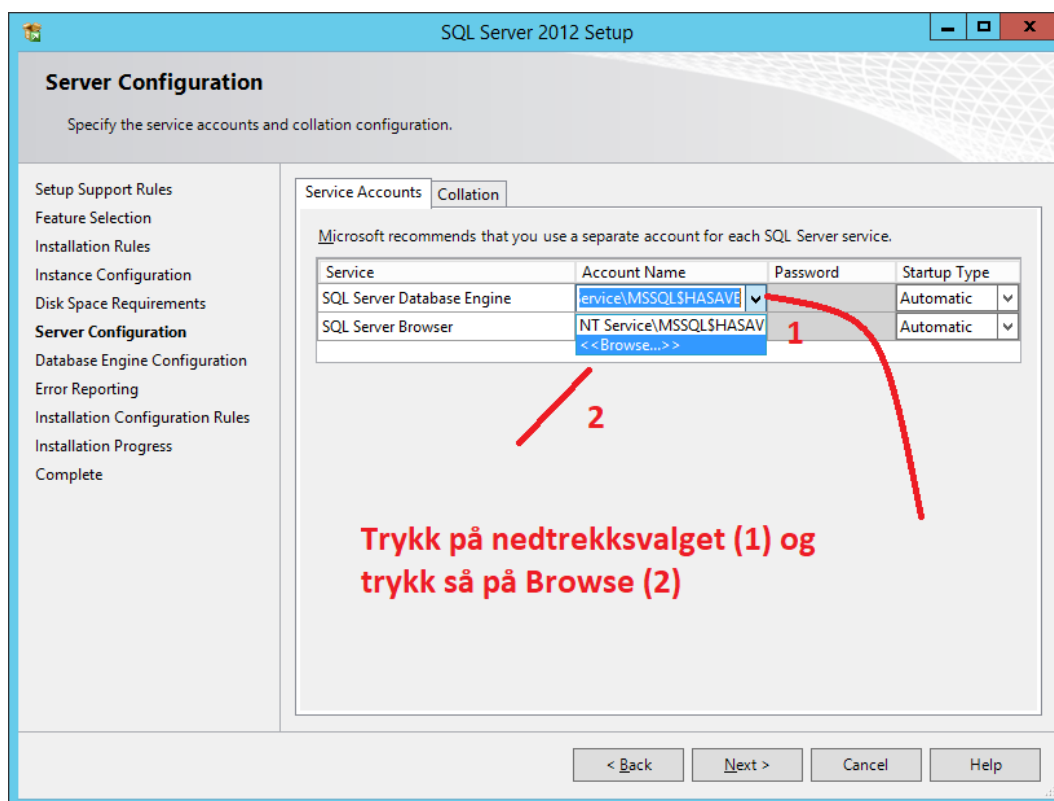 SQL Server 2012 Setup
Server Configuration
Specify the service accounts and collation configuration.
Setup Support Rules
Feature Selection
Installation Rules
Instance Configuration
Disk Space Requirements
Server Configuration
Database Engine Configuration
Error Reporting
Installation Configuration Rules
Installation Progress
Complete
Service Accounts Collation
Microsoft recommends that you use a separate account for each SQL Server service.
Service Account Name Password Startup Type
SQL Server Database Engine ervice\MSSQL$HASAVE Automatic
SQL Server Browser NT Service\MSSQL$HASAV 1 Automatic
<<Browse...>>
2
Trykk på nedtrekksvalget (1) og
trykk så på Browse (2)
< Back Next > Cancel Help